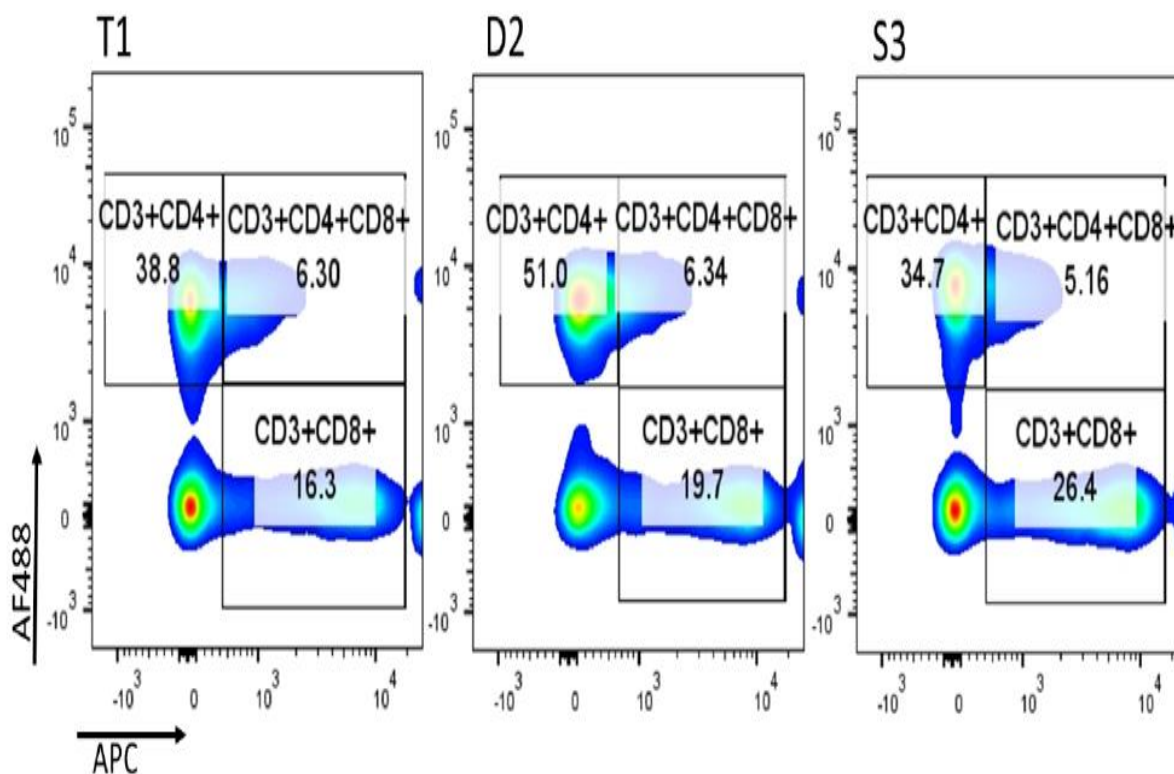 T1
D2
S3
10^5
10^4
10^3
0
-10^3
CD3+CD4+
38.8
CD3+CD4+CD8+
6.30
CD3+CD8+
16.3
-10^3
0
10^3
10^4
10^5
10^4
10^3
0
-10^3
CD3+CD4+
51.0
CD3+CD4+CD8+
6.34
CD3+CD8+
19.7
-10^3
0
10^3
10^4
10^5
10^4
10^3
0
-10^3
CD3+CD4+
34.7
CD3+CD4+CD8+
5.16
CD3+CD8+
26.4
-10^3
0
10^3
10^4
AF488
APC